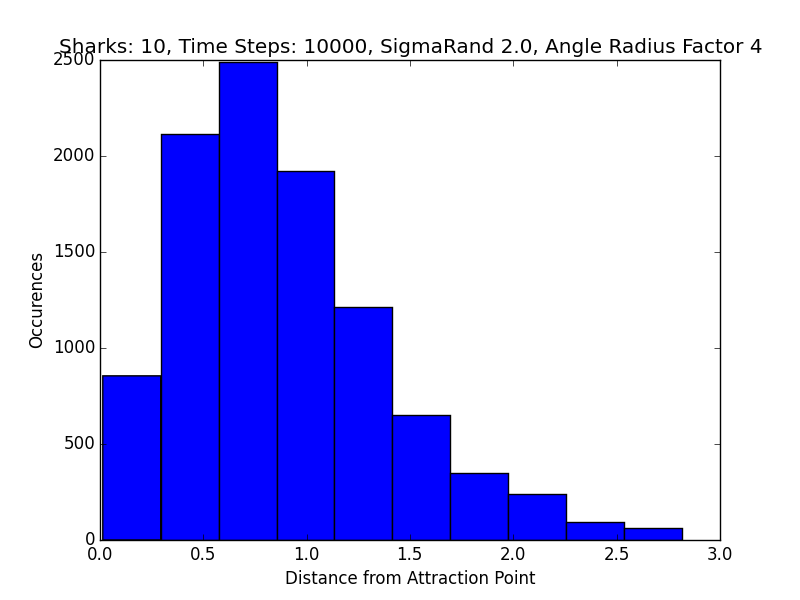 Sharks: 10, Time Steps: 10000, SigmaRand 2.0, Angle Radius Factor 4
2500
2000
1500
1000
500
0
Occurences
0.0 0.5 1.0 1.5 2.0 2.5 3.0
Distance from Attraction Point